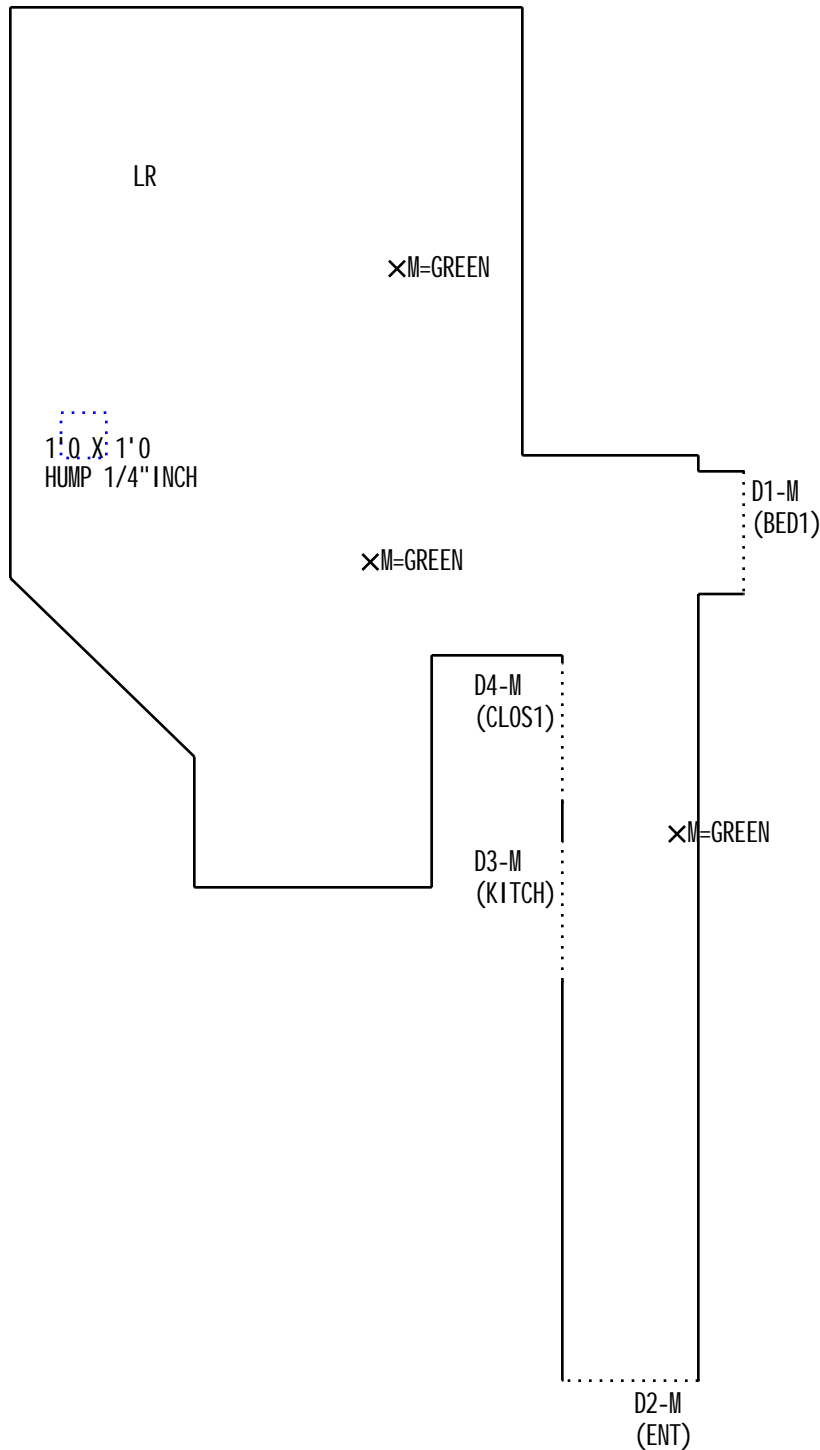 LR
M=GREEN
1'0 X 1'0
HUMP 1/4"INCH
D1-M
(BED1)
M=GREEN
D4-M
(CLOS1)
M=GREEN
D3-M
(KITCH)
D2-M
(ENT)